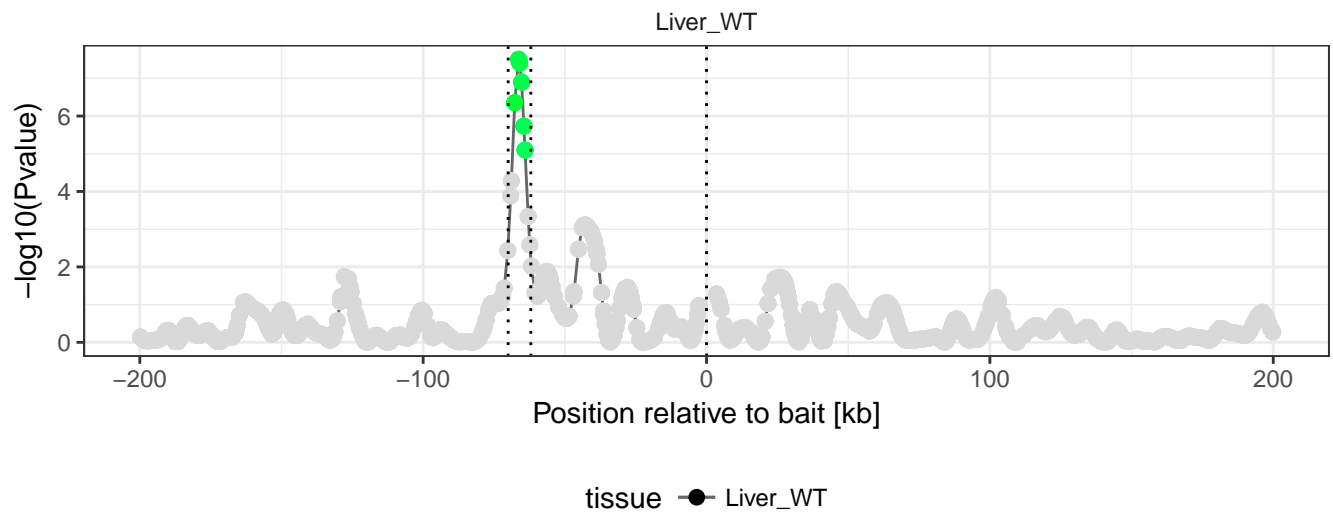 Liver_WT
−log10(Pvalue)
6
4
2
0
−200 −100 0 100 200
Position relative to bait [kb]
tissue Liver_WT